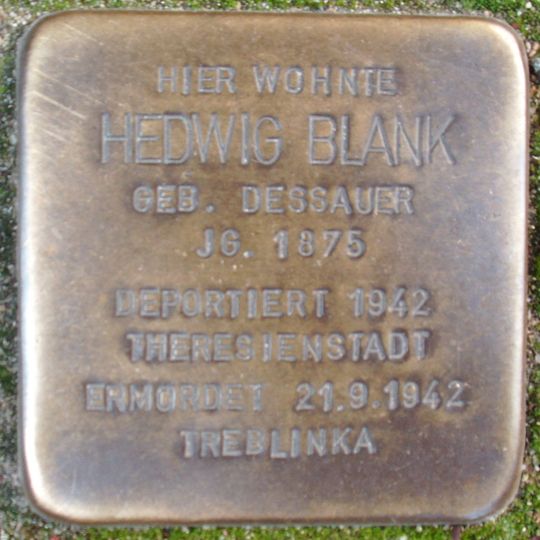 HIER WOHNTE
HEDWIG BLANK
GEB. DESSAUER
JG. 1875
DEPORTIERT 1942
THERESIENSTADT
ERMORDET 21.9.1942
TREBLINKA